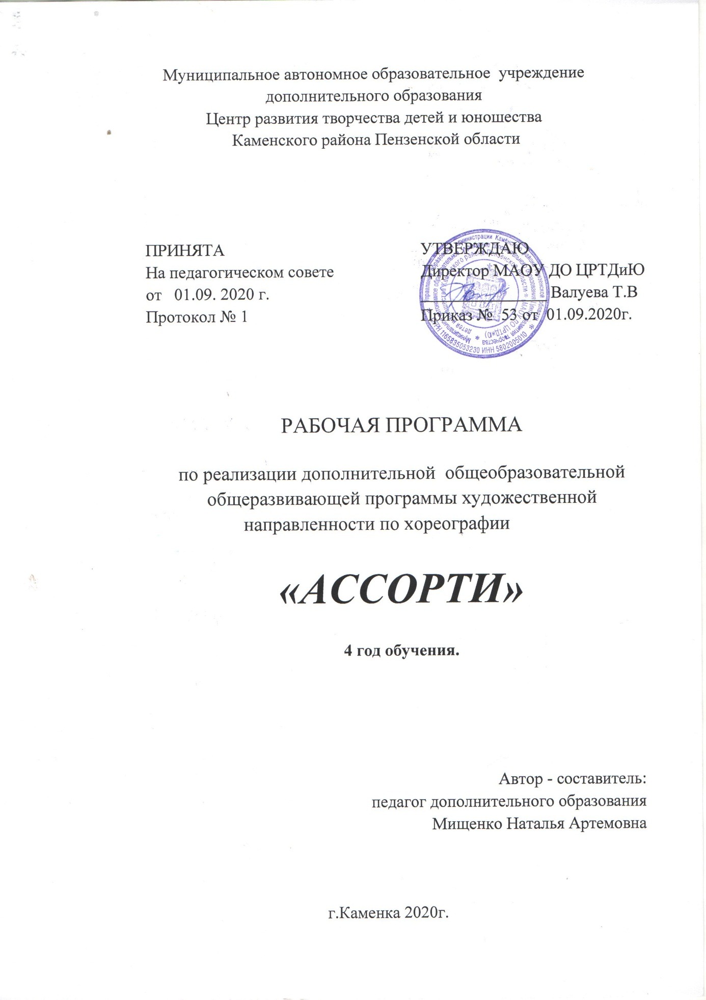 Муниципальное автономное образовательное учреждение
дополнительного образования
Центр развития творчества детей и юношества
Каменского района Пензенской области
ПРИНЯТА
На педагогическом совете
от 01.09. 2020 г.
Протокол № 1
УТВЕРЖДАЮ
Директор МАОУ ДО ЦРТДиЮ
Валуева Т.В
Приказ № 53 от 01.09.2020г.
ИНН 5802005010
РАБОЧАЯ ПРОГРАММА
по реализации дополнительной общеобразовательной
общеразвивающей программы художественной
направленности по хореографии
«АССОРТИ»
4 год обучения.
Автор - составитель:
педагог дополнительного образования
Мищенко Наталья Артемовна
г.Каменка 2020г.